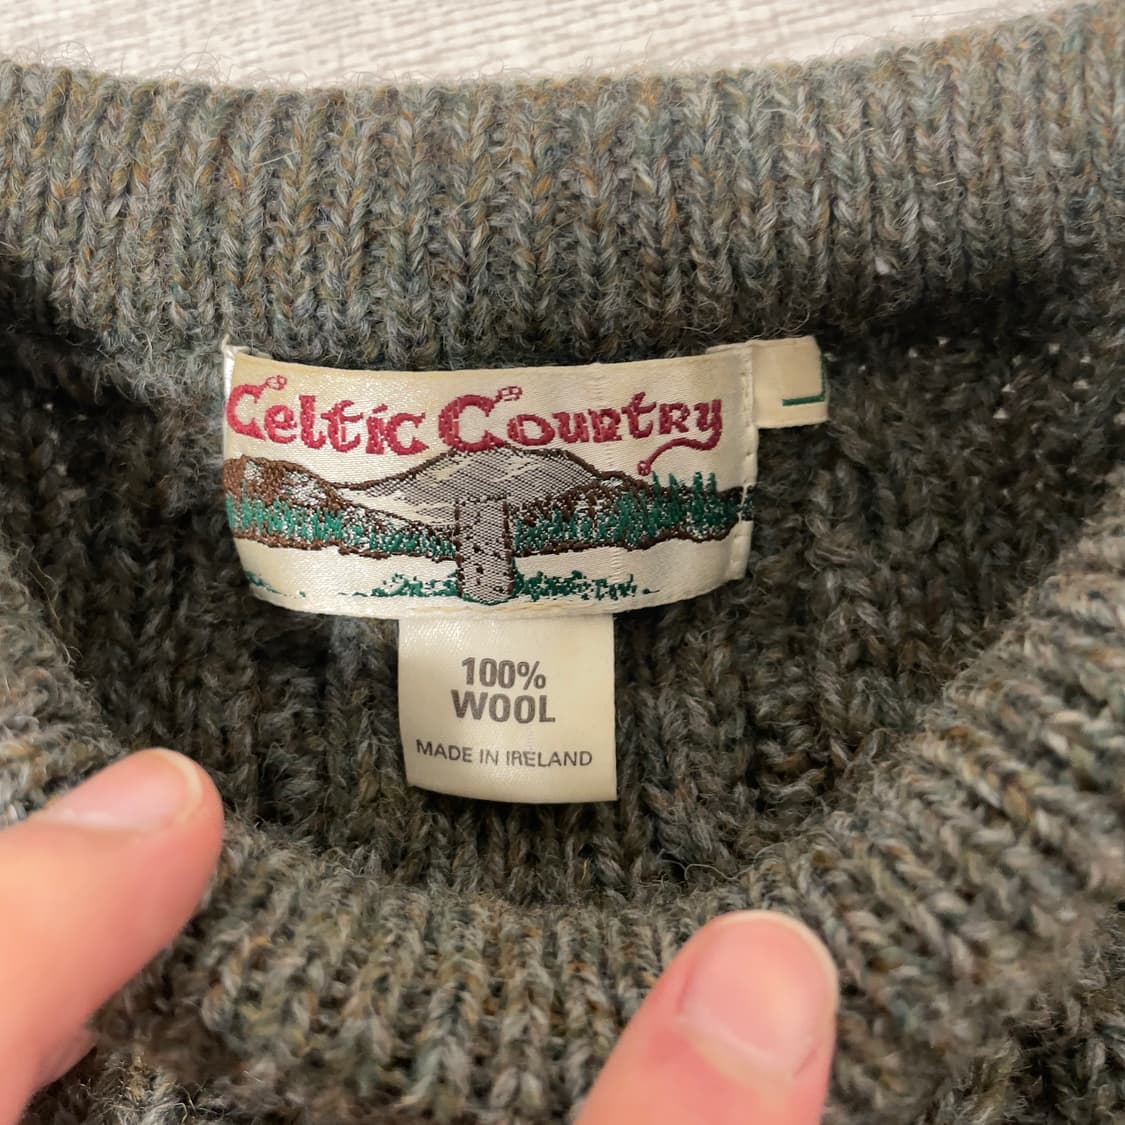 Celtic Country
100%
WOOL
MADE IN IRELAND